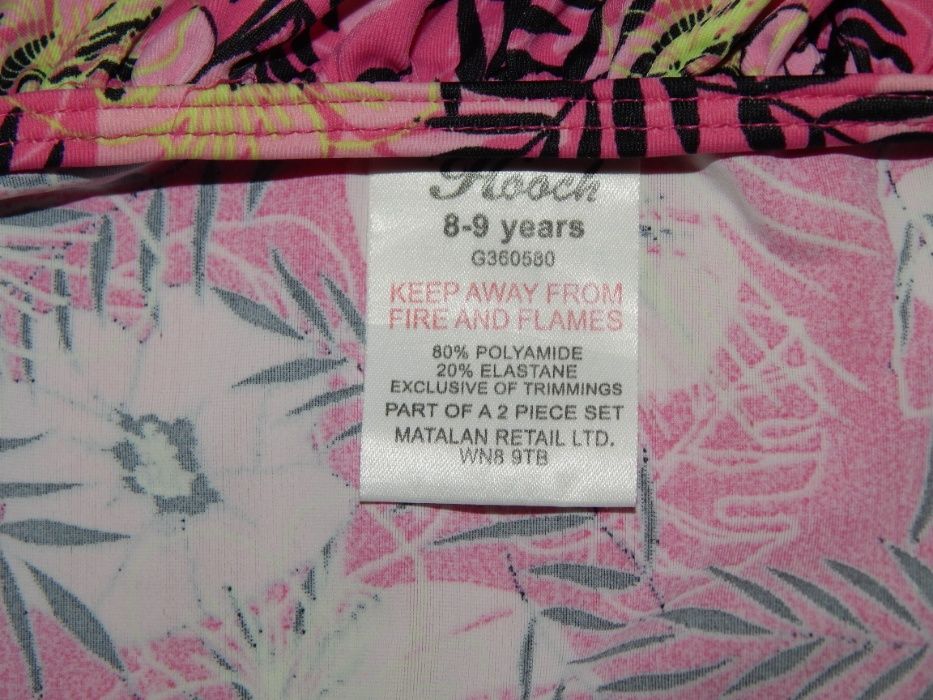 Hooch
8-9 years
G360580
KEEP AWAY FROM
FIRE AND FLAMES
80% POLYAMIDE
20% ELASTANE
EXCLUSIVE OF TRIMMINGS
PART OF A 2 PIECE SET
MATALAN RETAIL LTD.
WN8 9TB